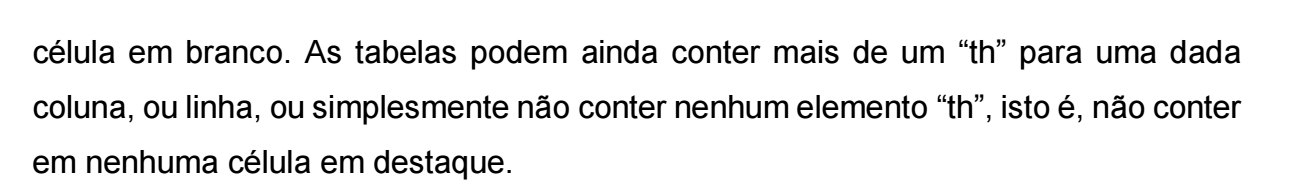 célula em branco. As tabelas podem ainda conter mais de um “th” para uma dada
coluna, ou linha, ou simplesmente não conter nenhum elemento “th”, isto é, não conter
em nenhuma célula em destaque.